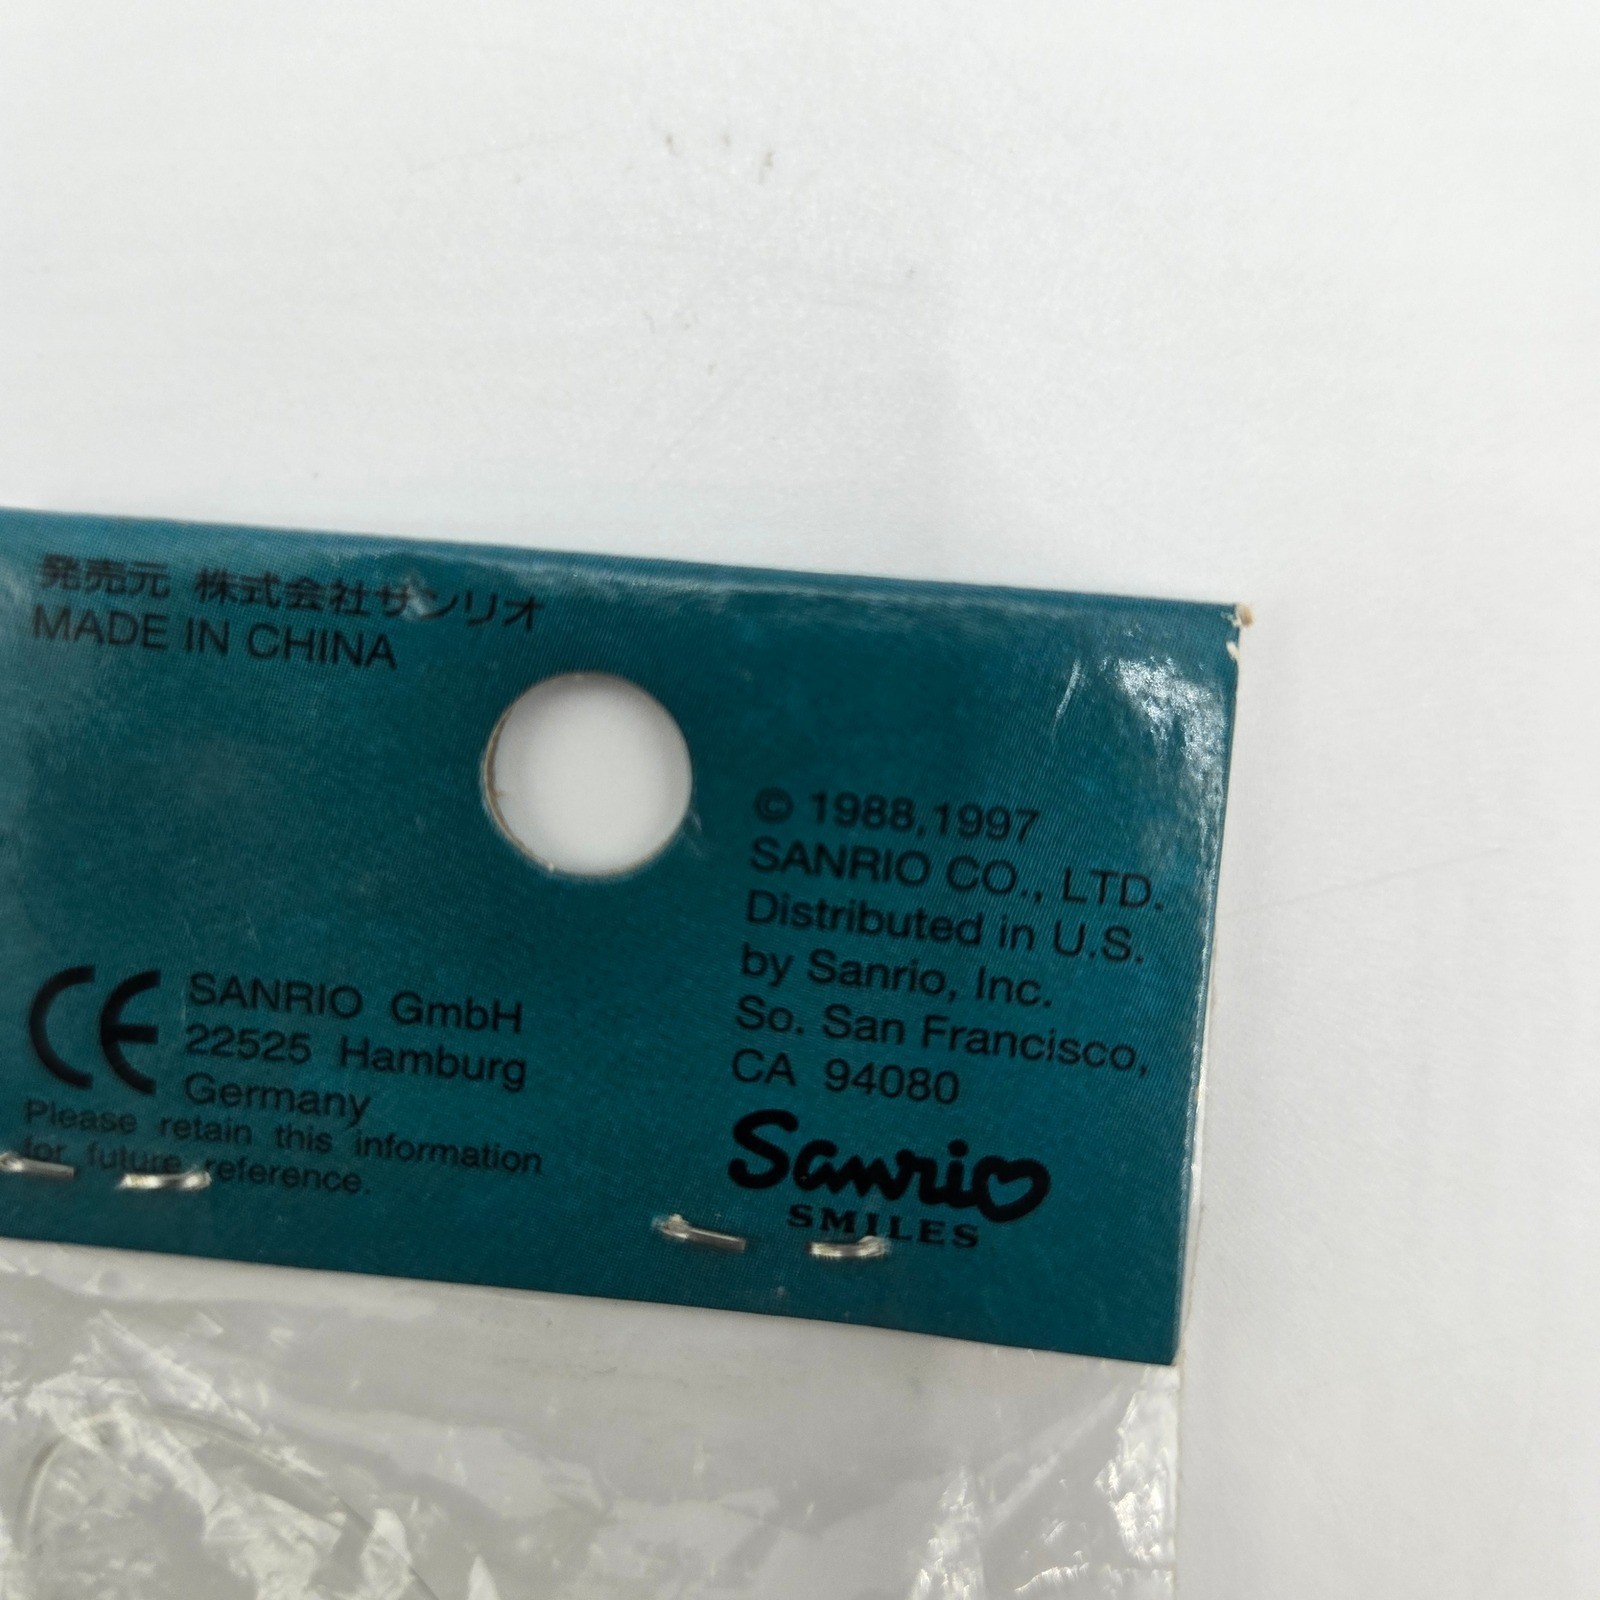 発売元 株式会社サンリオ
MADE IN CHINA
© 1988,1997
SANRIO CO., LTD.
Distributed in U.S.
by Sanrio, Inc.
So. San Francisco,
CA 94080
Sanrio
SMILES
CE
SANRIO GmbH
22525 Hamburg
Germany
Please retain this information
for future reference.